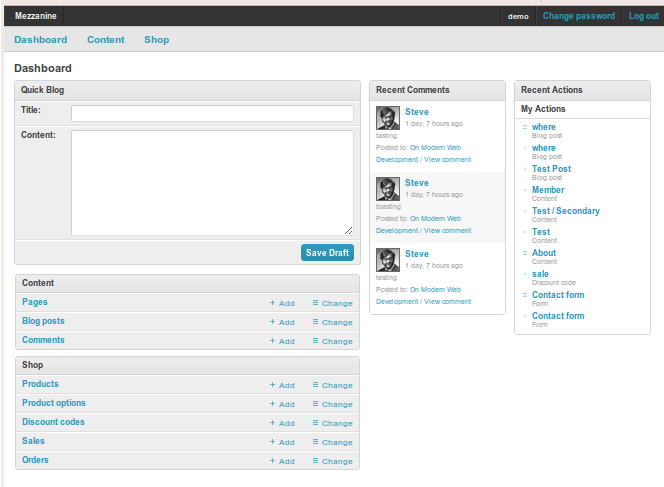 Mezzanine
demo Change password Log out
Dashboard Content Shop
Dashboard
Quick Blog
Title:
Content:
Save Draft
Content
Pages + Add Change
Blog posts + Add Change
Comments + Add Change
Shop
Products + Add Change
Product options + Add Change
Discount codes + Add Change
Sales + Add Change
Orders + Add Change
Recent Comments
Steve
1 day, 7 hours ago
tasting
Posted to: On Modern Web
Development / View comment
Steve
1 day, 7 hours ago
toasting
Posted to: On Modern Web
Development / View comment
Steve
1 day, 7 hours ago
testing
Posted to: On Modern Web
Development / View comment
Recent Actions
My Actions
where
Blog post
where
Blog post
Test Post
Blog post
Member
Content
Test / Secondary
Content
Test
Content
About
Content
sale
Discount code
Contact form
Form
Contact form
Form